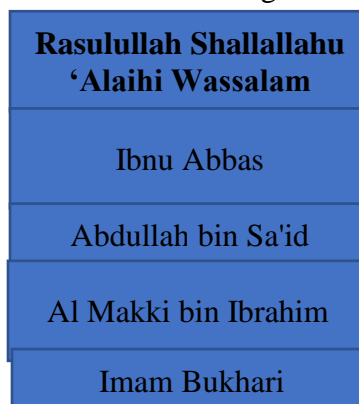 Rasulullah Shallallahu
‘Alaihi Wassalam
Ibnu Abbas
Abdullah bin Sa'id
Al Makki bin Ibrahim
Imam Bukhari